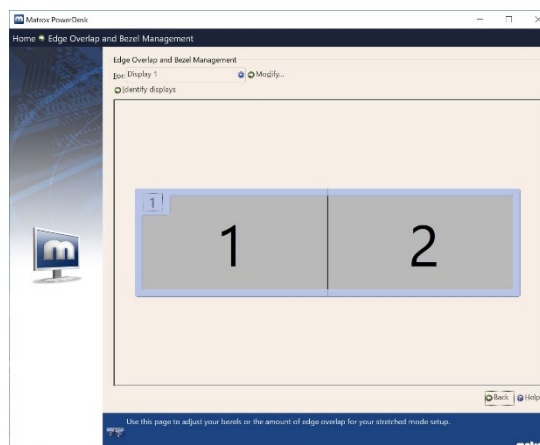 Matrox PowerDesk
Home Edge Overlap and Bezel Management
Edge Overlap and Bezel Management
For: Display 1 Modify...
Identify displays
1
1 2
Back Help
Use this page to adjust your bezels or the amount of edge overlap for your stretched mode setup.